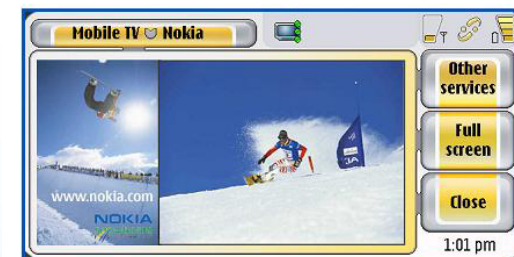 Mobile TV Nokia
Other
services
Full
screen
Close
www.nokia.com
NOKIA
1:01 pm